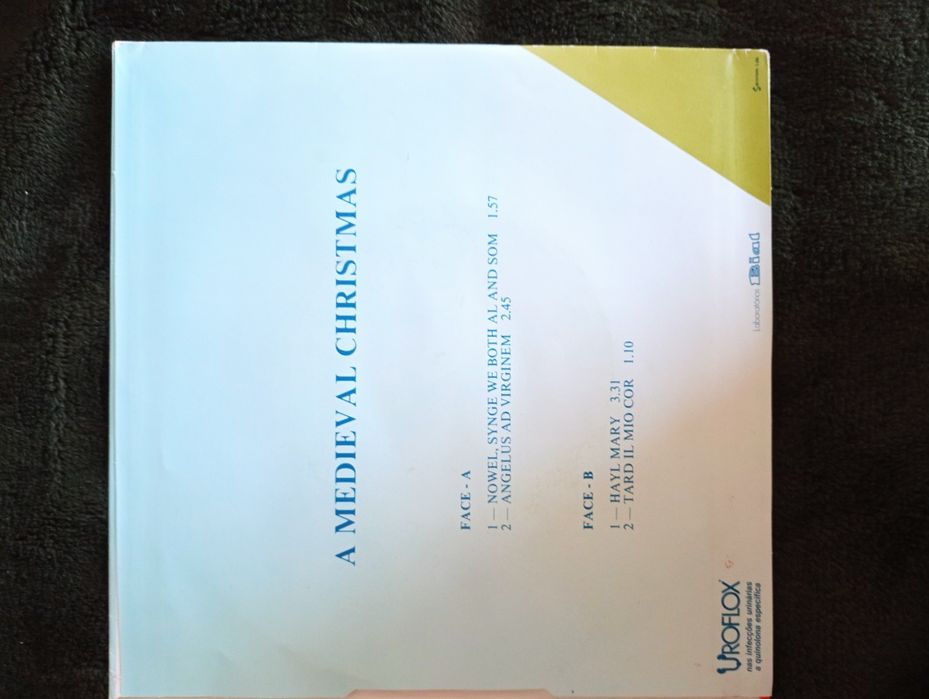 A MEDIEVAL CHRISTMAS
FACE - A
1 — NOWEL, SYNGE WE BOTH AL AND SOM 1.57
2 — ANGELUS AD VIRGINEM 2.45
FACE - B
1 — HAYL MARY 3.31
2 — TARD IL MIO COR 1.10
UROFLOX
nas infecções urinárias
a quinolona específica
Laboratórios Bial